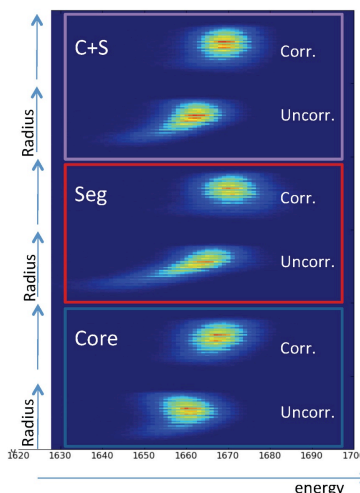 C+S
Corr.
Uncorr.
Radius
Seg
Corr.
Uncorr.
Radius
Core
Corr.
Uncorr.
Radius
1620 1630 1640 1650 1660 1670 1680 1690 170
energy